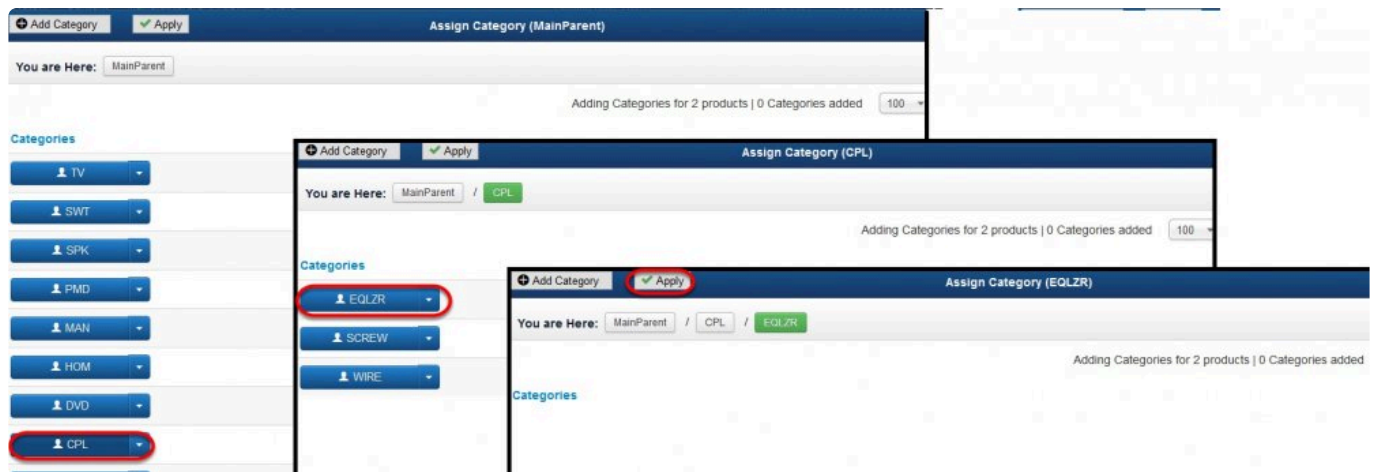 Add Category Apply Assign Category (MainParent)
You are Here: MainParent
Adding Categories for 2 products | 0 Categories added 100
Categories
TV
SWT
SPK
PMD
MAN
HOM
DVD
CPL
Add Category Apply Assign Category (CPL)
You are Here: MainParent / CPL
Adding Categories for 2 products | 0 Categories added 100
Categories
EQLZR
SCREW
WIRE
Add Category Apply Assign Category (EQLZR)
You are Here: MainParent / CPL / EQLZR
Adding Categories for 2 products | 0 Categories added
Categories